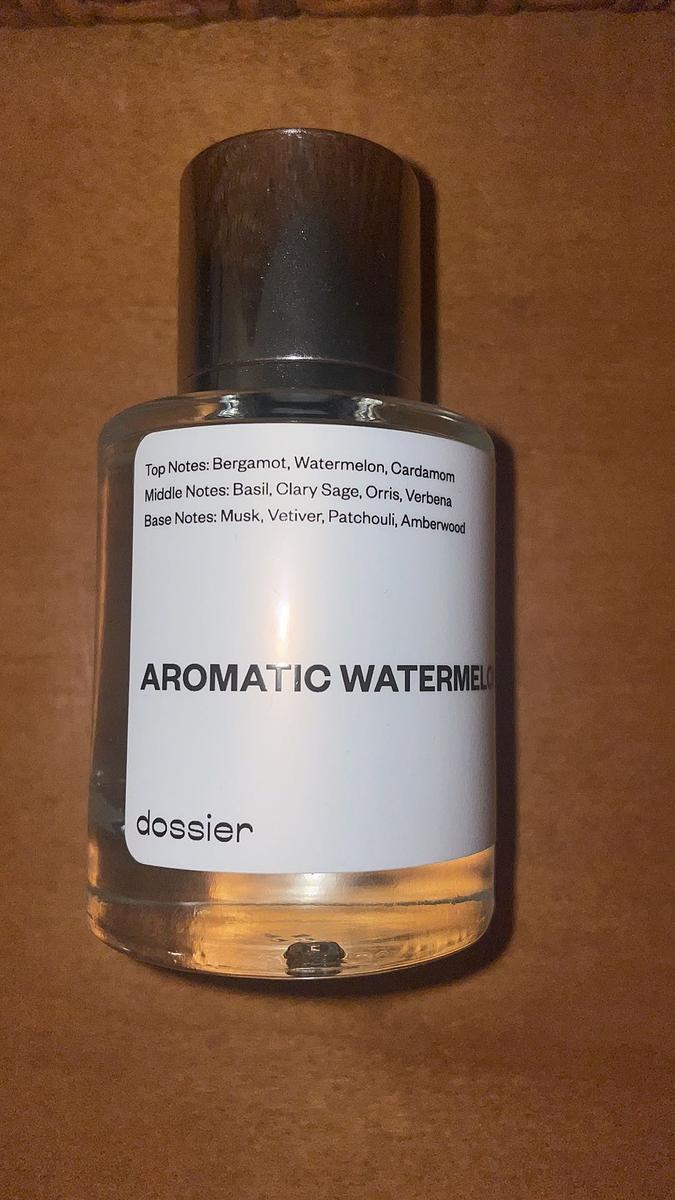 Top Notes: Bergamot, Watermelon, Cardamom
Middle Notes: Basil, Clary Sage, Orris, Verbena
Base Notes: Musk, Vetiver, Patchouli, Amberwood
AROMATIC WATERMELO
dossier